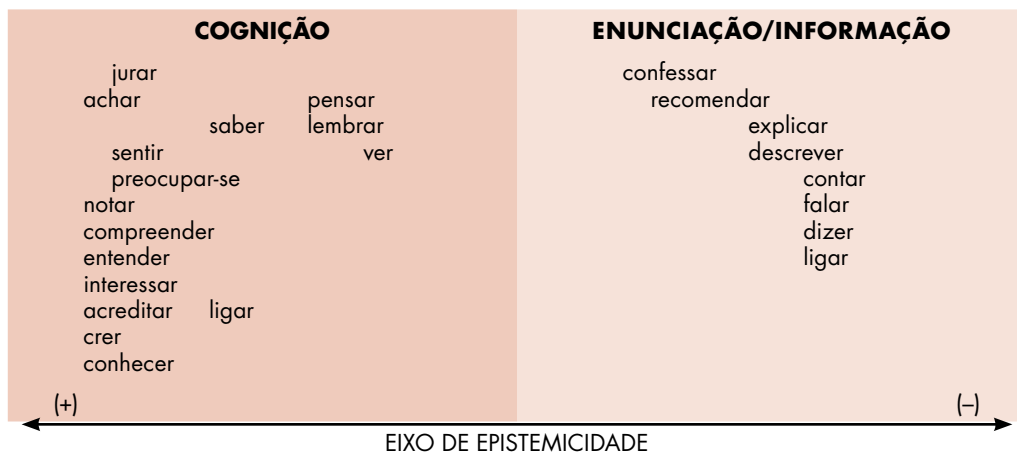 COGNIÇÃO ENUNCIAÇÃO/INFORMAÇÃO
jurar confessar
achar pensar recomendar
saber lembrar explicar
sentir ver descrever
preocupar-se contar
notar falar
compreender dizer
entender ligar
interessar
acreditar ligar
crer
conhecer
(+) (–)
EIXO DE EPISTEMICIDADE